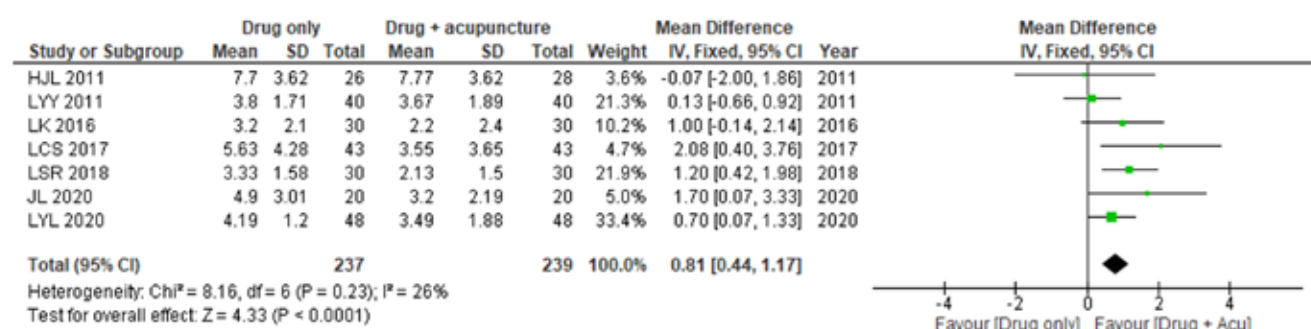 Drug only Drug + acupuncture Mean Difference Mean Difference
Study or Subgroup Mean SD Total Mean SD Total Weight IV, Fixed, 95% CI Year IV, Fixed, 95% CI
HJL 2011 7.7 3.62 26 7.77 3.62 28 3.6% -0.07 [-2.00, 1.86] 2011
LYY 2011 3.8 1.71 40 3.67 1.89 40 21.3% 0.13 [-0.66, 0.92] 2011
LK 2016 3.2 2.1 30 2.2 2.4 30 10.2% 1.00 [-0.14, 2.14] 2016
LCS 2017 5.63 4.28 43 3.55 3.65 43 4.7% 2.08 [0.40, 3.76] 2017
LSR 2018 3.33 1.58 30 2.13 1.5 30 21.9% 1.20 [0.42, 1.98] 2018
JL 2020 4.9 3.01 20 3.2 2.19 20 5.0% 1.70 [0.07, 3.33] 2020
LYL 2020 4.19 1.2 48 3.49 1.88 48 33.4% 0.70 [0.07, 1.33] 2020
Total (95% CI) 237 239 100.0% 0.81 [0.44, 1.17]
Heterogeneity: Chi² = 8.16, df = 6 (P = 0.23); I² = 26%
Test for overall effect: Z = 4.33 (P < 0.0001)
-4 -2 0 2 4
Favour [Drug only] Favour [Drug + Acu]